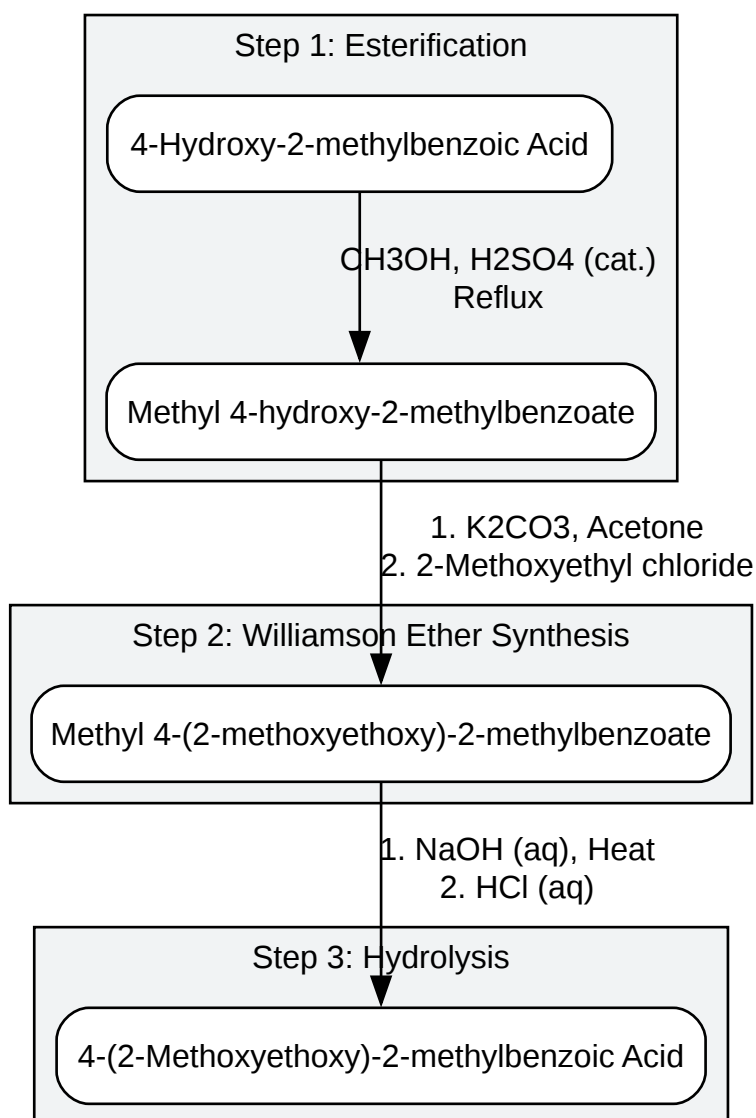 Step 1: Esterification
4-Hydroxy-2-methylbenzoic Acid
CH3OH, H2SO4 (cat.)
Reflux
Methyl 4-hydroxy-2-methylbenzoate
1. K2CO3, Acetone
2. 2-Methoxyethyl chloride
Step 2: Williamson Ether Synthesis
Methyl 4-(2-methoxyethoxy)-2-methylbenzoate
1. NaOH (aq), Heat
2. HCl (aq)
Step 3: Hydrolysis
4-(2-Methoxyethoxy)-2-methylbenzoic Acid